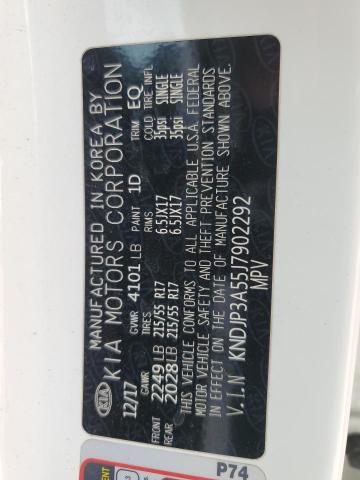 KIA MANUFACTURED IN KOREA BY
KIA MOTORS CORPORATION
12/17 GVWR 4101 LB PAINT 1D TRIM EQ
GAWR TIRES RIMS COLD TIRE INFL
FRONT 2249 LB 215/55 R17 6.5JX17 35psi SINGLE
REAR 2028 LB 215/55 R17 6.5JX17 35psi SINGLE
THIS VEHICLE CONFORMS TO ALL APPLICABLE U.S.A. FEDERAL
MOTOR VEHICLE SAFETY AND THEFT PREVENTION STANDARDS
IN EFFECT ON THE DATE OF MANUFACTURE SHOWN ABOVE.
V.I.N KNDJP3A55J7902292
MPV
P74